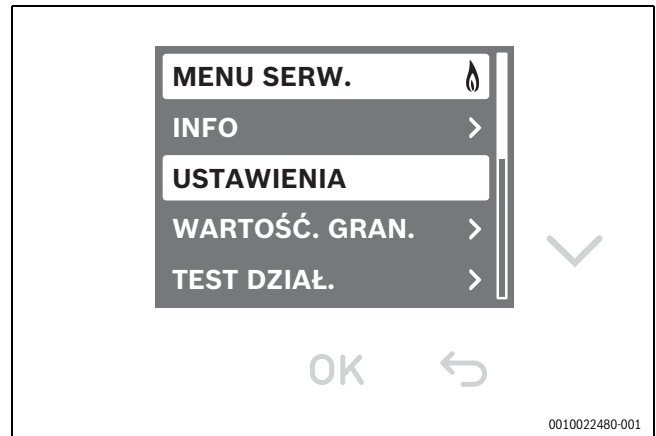 MENU SERW.
INFO
USTAWIENIA
WARTOŚĆ. GRAN.
TEST DZIAŁ.
OK
0010022480-001